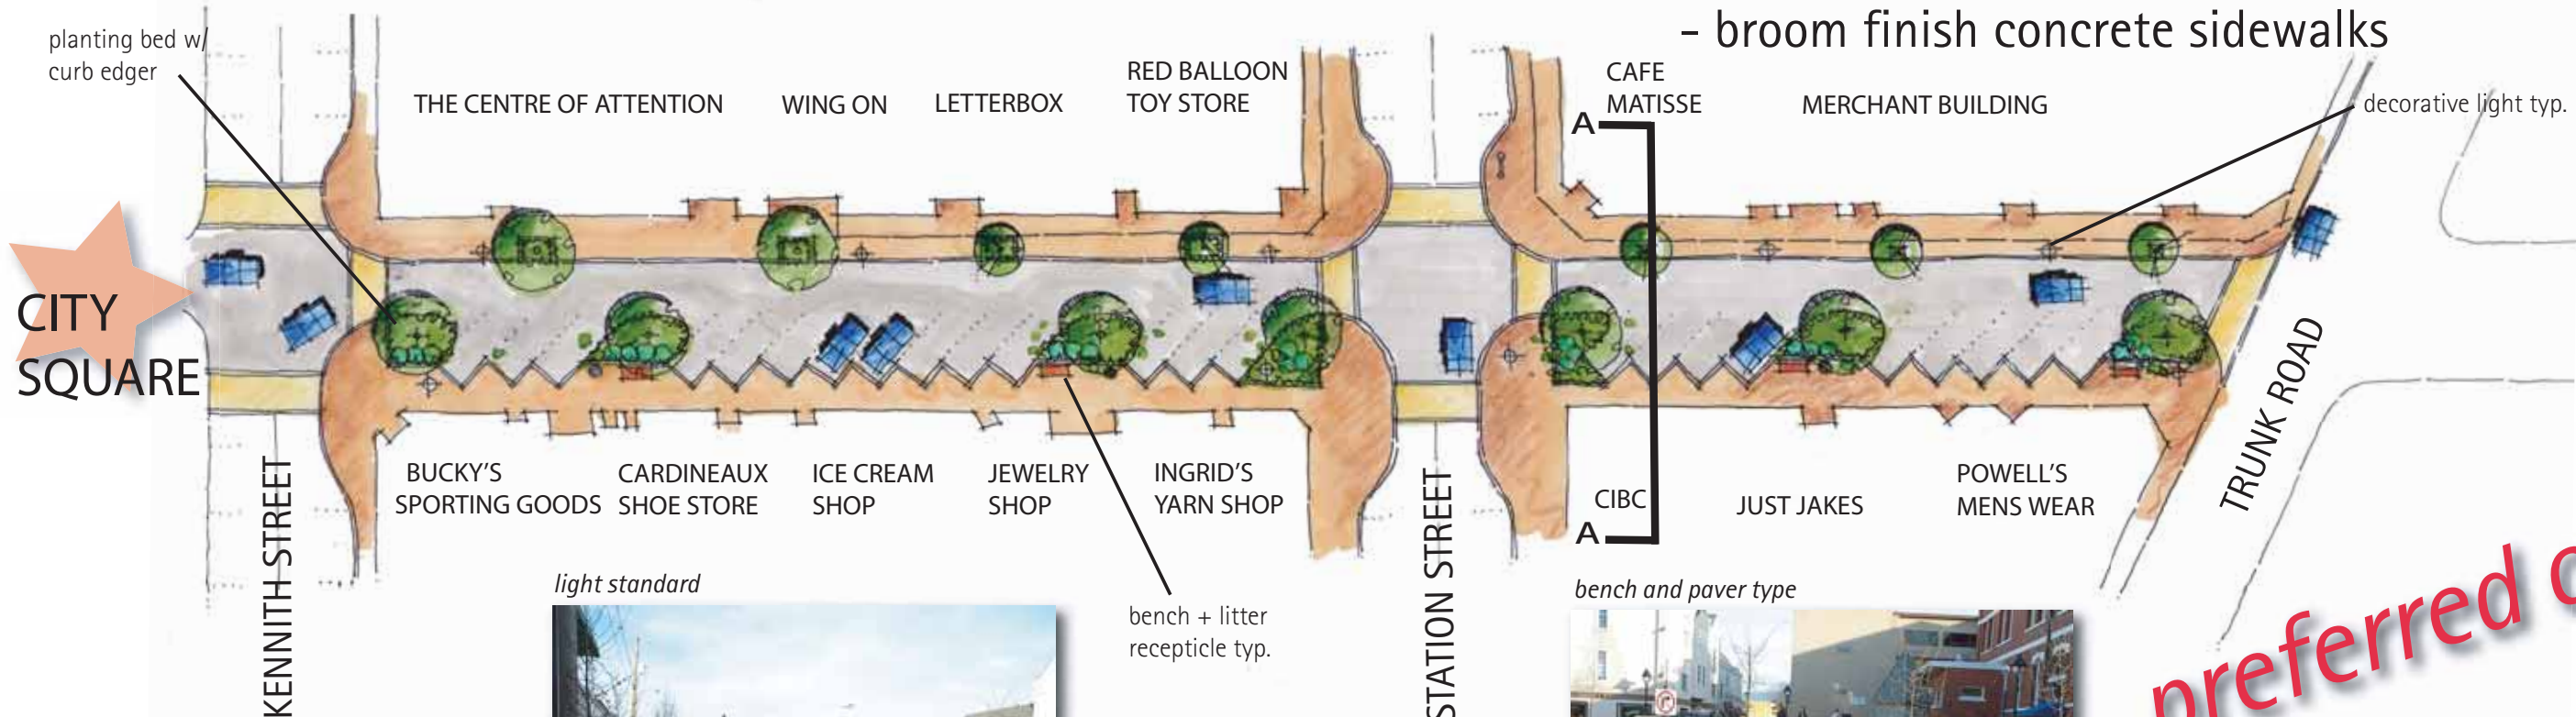 - broom finish concrete sidewalks
planting bed w/
curb edger
THE CENTRE OF ATTENTION
WING ON
LETTERBOX
RED BALLOON
TOY STORE
CAFE
MATISSE
MERCHANT BUILDING
decorative light typ.
A
CITY
SQUARE
BUCKY'S
SPORTING GOODS
CARDINEAUX
SHOE STORE
ICE CREAM
SHOP
JEWELRY
SHOP
INGRID'S
YARN SHOP
CIBC
A
JUST JAKES
POWELL'S
MENS WEAR
TRUNK ROAD
KENNITH STREET
STATION STREET
light standard
bench + litter
recepticle typ.
bench and paver type
preferred